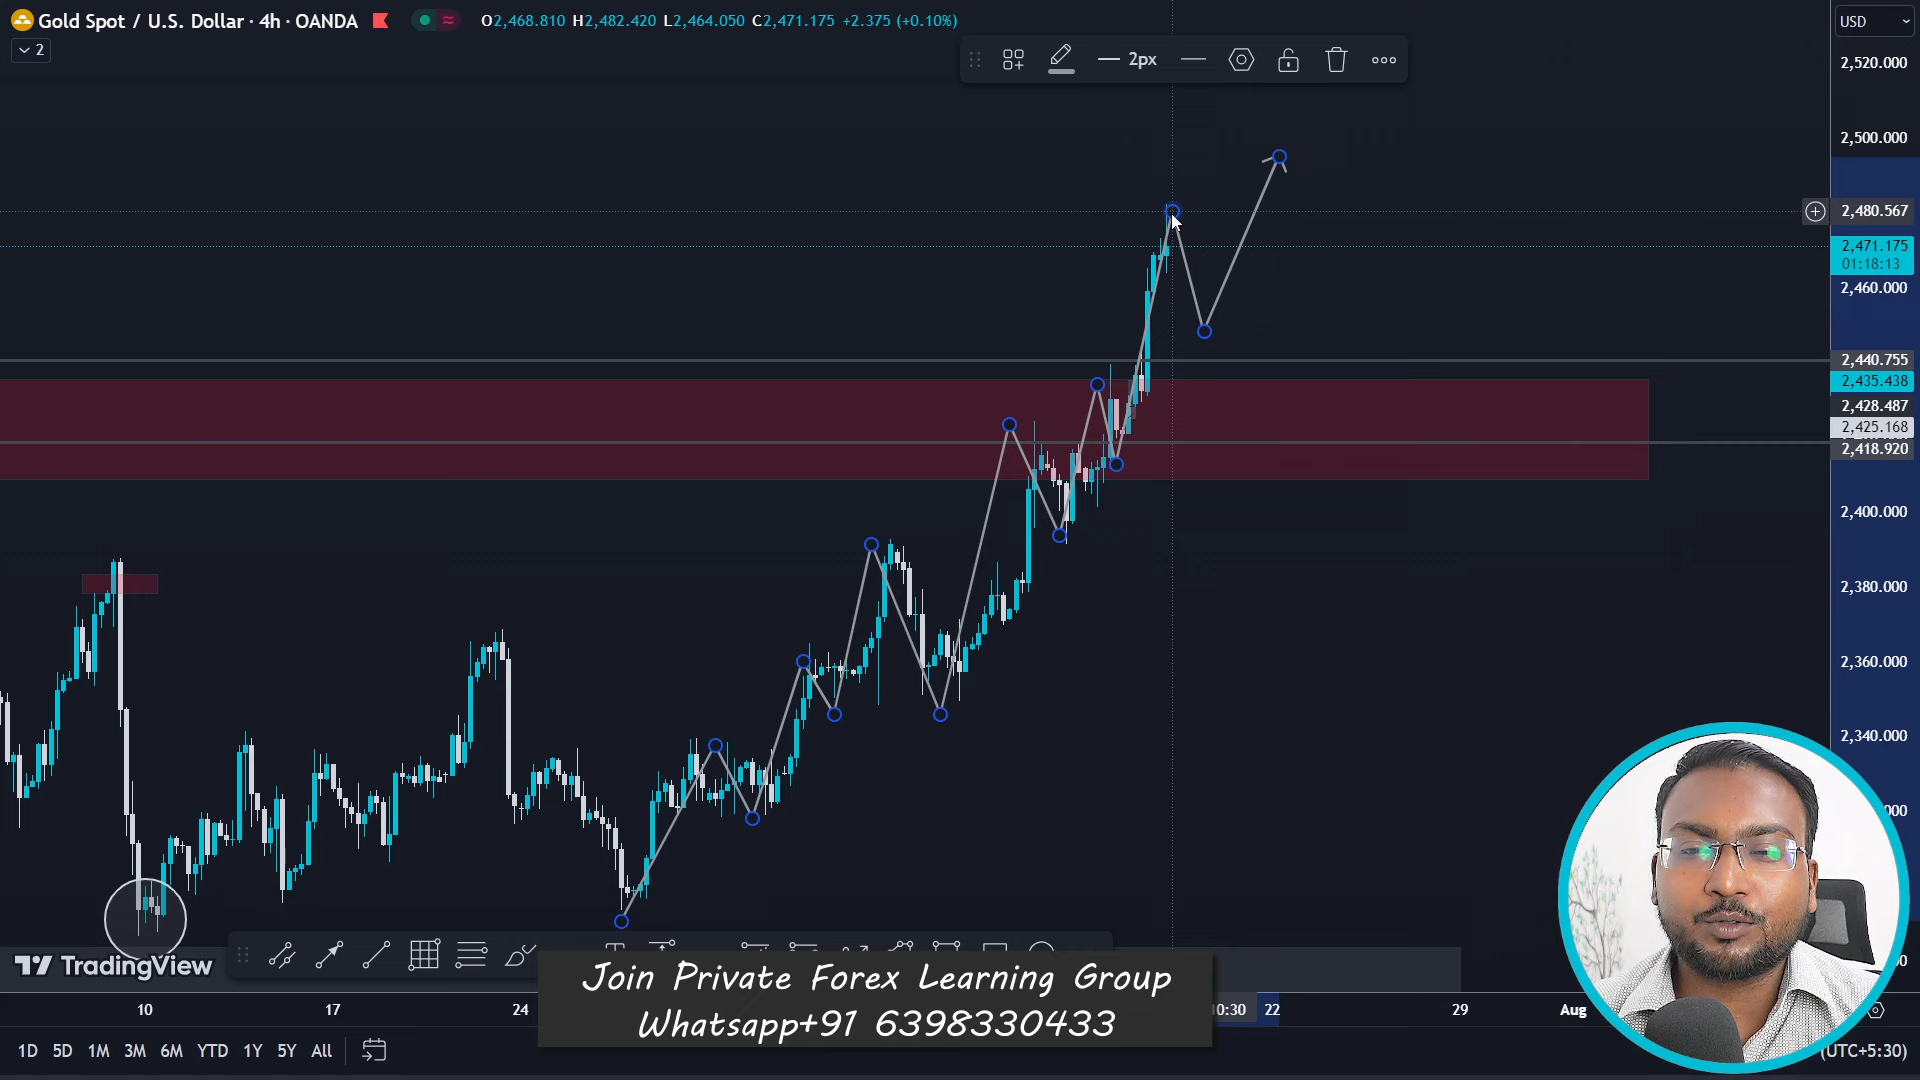 Gold Spot / U.S. Dollar · 4h · OANDA
O2,468.810 H2,482.420 L2,464.050 C2,471.175 +2.375 (+0.10%)
USD
2
2px
2,520.000
2,500.000
2,480.567
2,471.175
01:18:13
2,460.000
2,440.755
2,435.438
2,428.487
2,425.168
2,418.920
2,400.000
2,380.000
2,360.000
2,340.000
TradingView
Join Private Forex Learning Group
Whatsapp+91 6398330433
10
17
24
22
29
Aug
1D 5D 1M 3M 6M YTD 1Y 5Y All
(UTC+5:30)